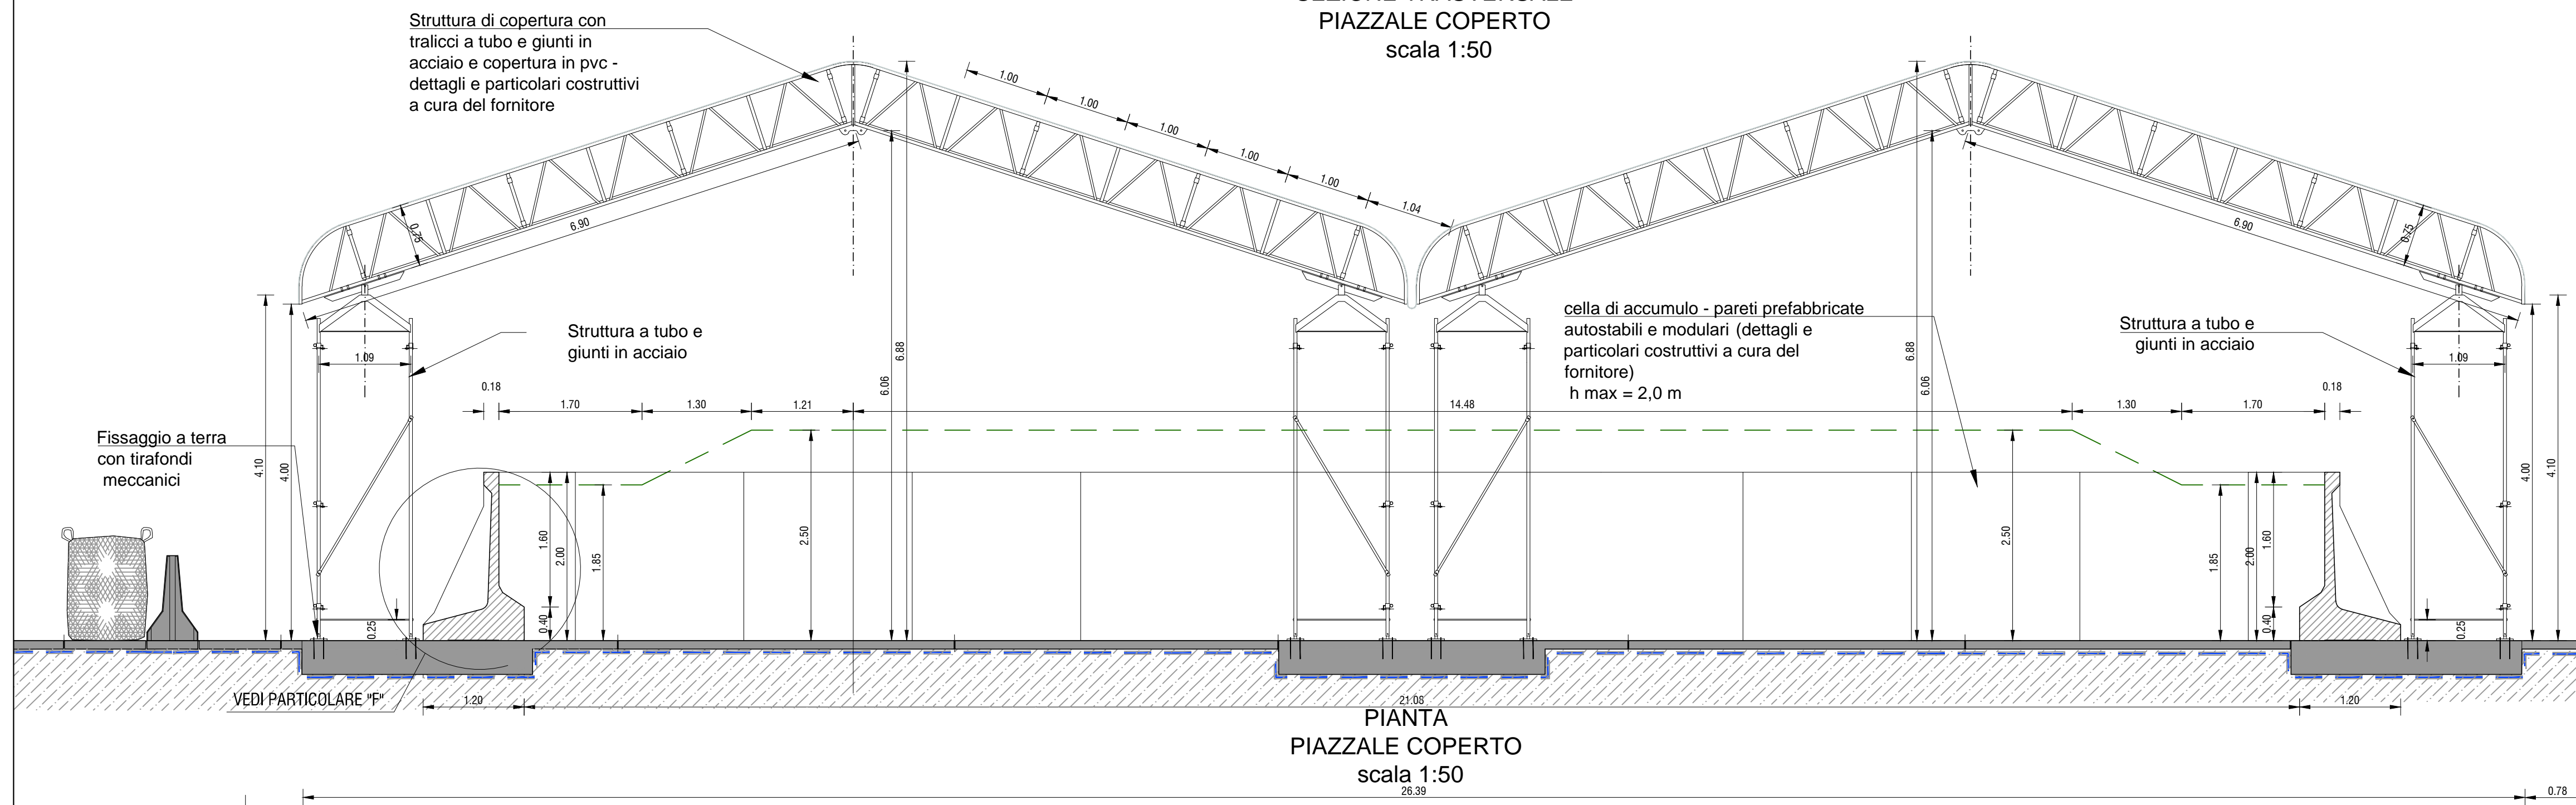 PIAZZALE COPERTO
scala 1:50
Struttura di copertura con
tralicci a tubo e giunti in
acciaio e copertura in pvc -
dettagli e particolari costruttivi
a cura del fornitore
1.00
1.00
1.00
1.00
1.00
1.04
6.90
0.75
6.90
0.75
Struttura a tubo e
giunti in acciaio
cella di accumulo - pareti prefabbricate
autostabili e modulari (dettagli e
particolari costruttivi a cura del
fornitore)
h max = 2,0 m
Struttura a tubo e
giunti in acciaio
1.09
1.09
6.88
6.06
6.88
6.06
0.18
1.70
1.30
1.21
14.48
1.30
1.70
0.18
Fissaggio a terra
con tirafondi
meccanici
4.10
4.00
4.00
4.10
1.60
2.00
1.85
0.40
2.50
2.50
1.85
2.00
1.60
0.40
0.25
0.25
VEDI PARTICOLARE "F"
1.20
21.08
1.20
PIANTA
PIAZZALE COPERTO
scala 1:50
26.39
0.78